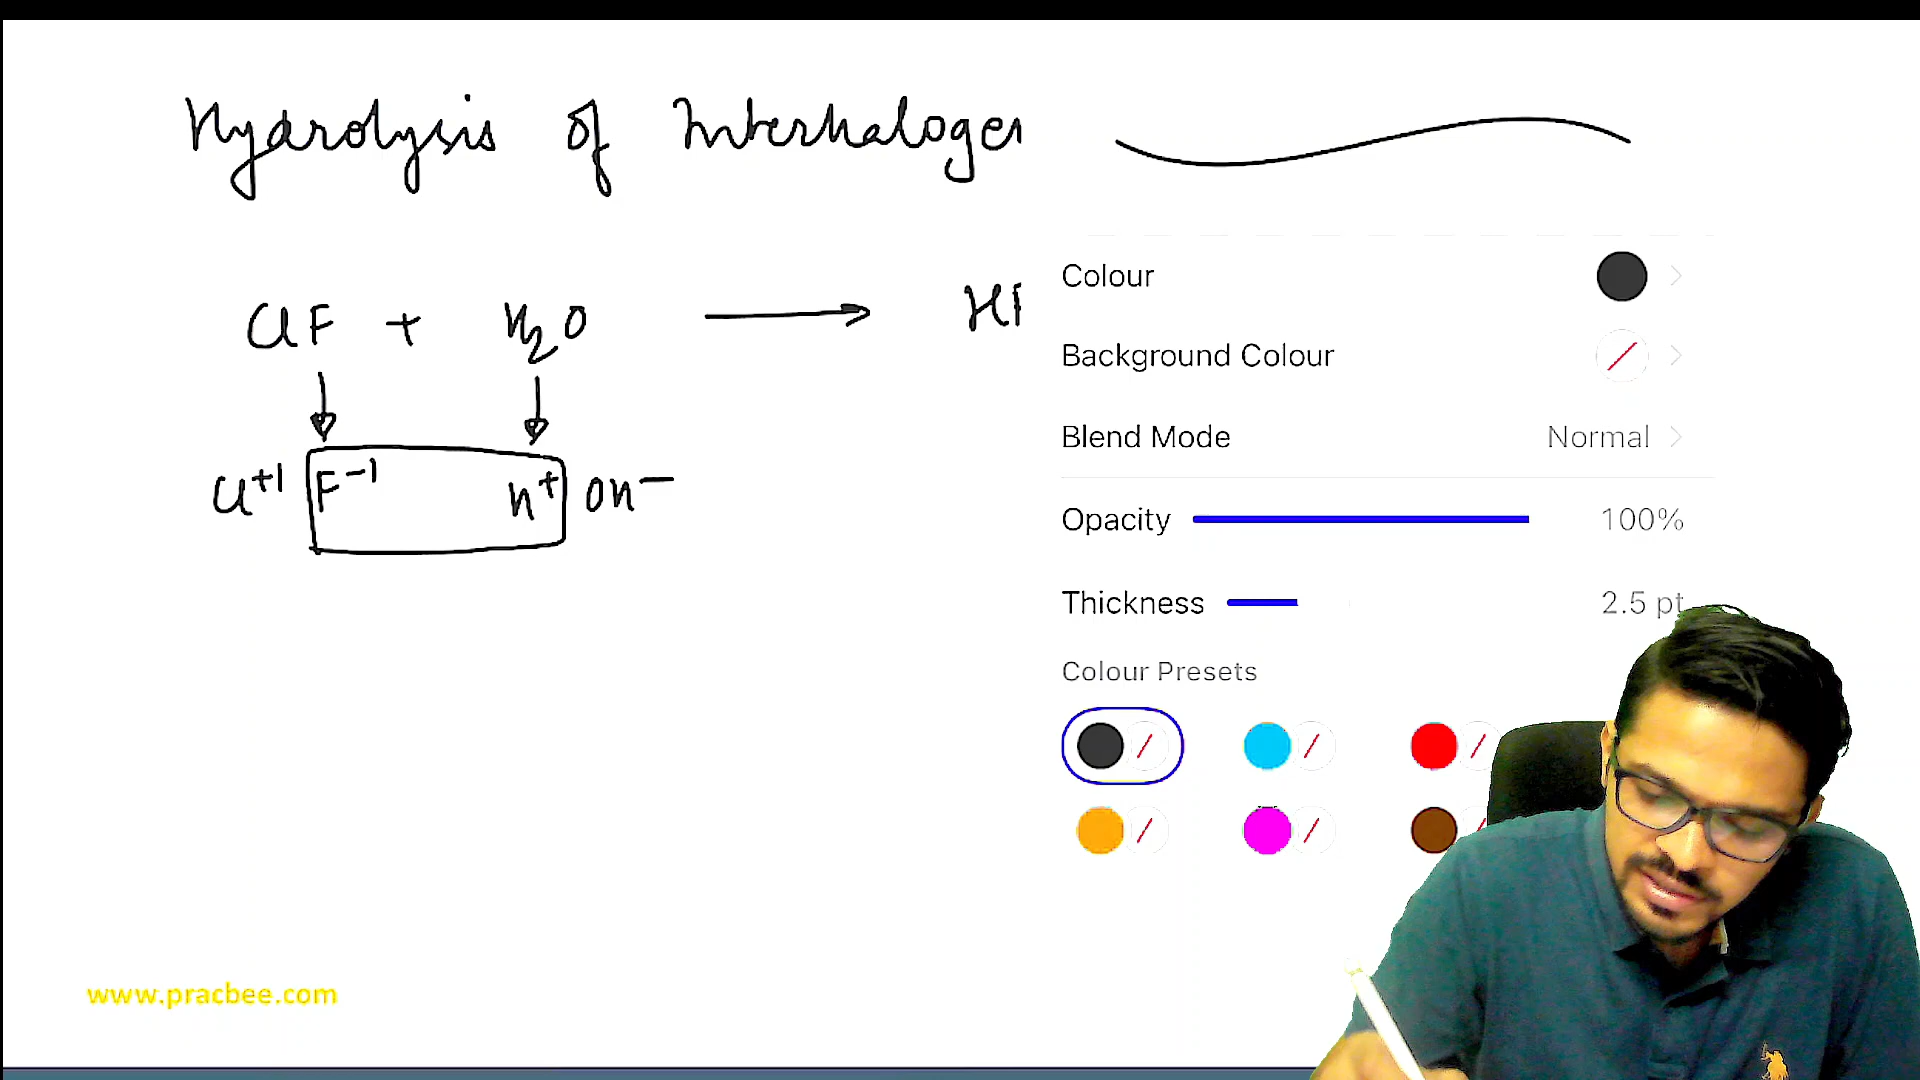 Hydrolysis of Interhalogen
ClF + H2O → HF
Cl+1 F-1 H+ OH-
Colour
Background Colour
Blend Mode Normal
Opacity 100%
Thickness 2.5 pt
Colour Presets
www.pracbee.com